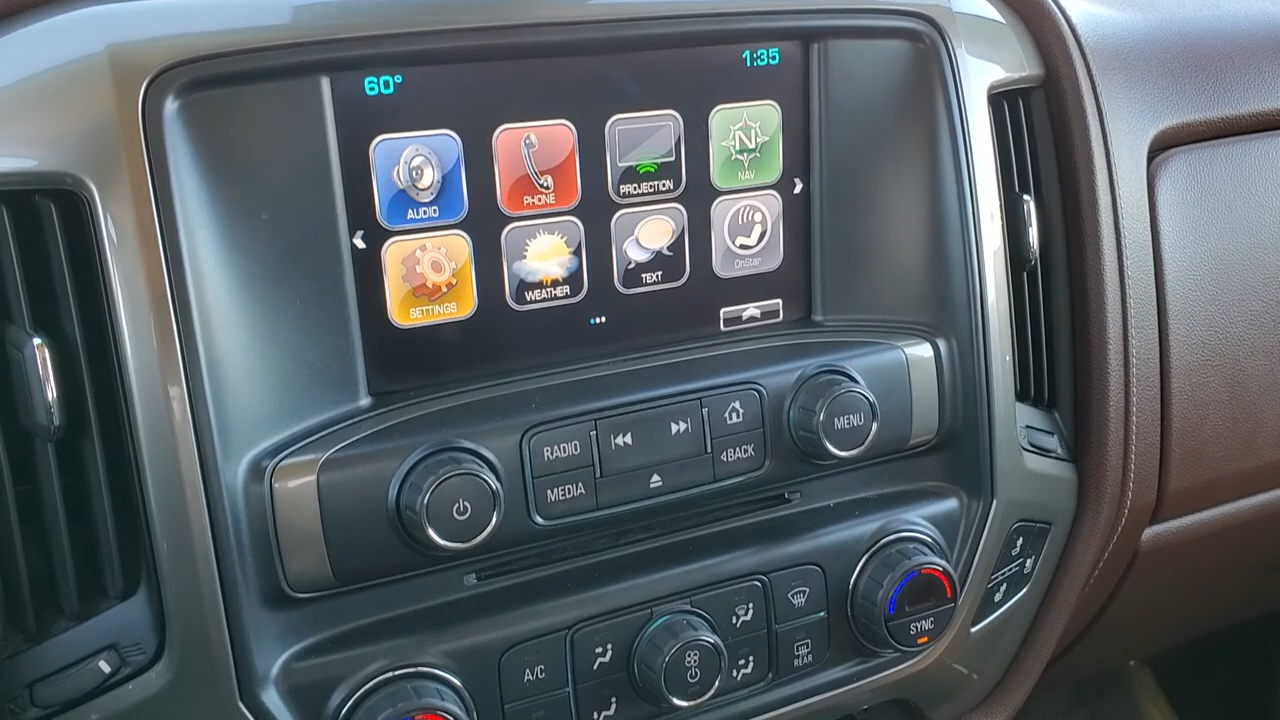 60°
1:35
AUDIO
PHONE
PROJECTION
N
NAV
SETTINGS
WEATHER
TEXT
OnStar
RADIO
BACK
MEDIA
MENU
A/C
REAR
SYNC